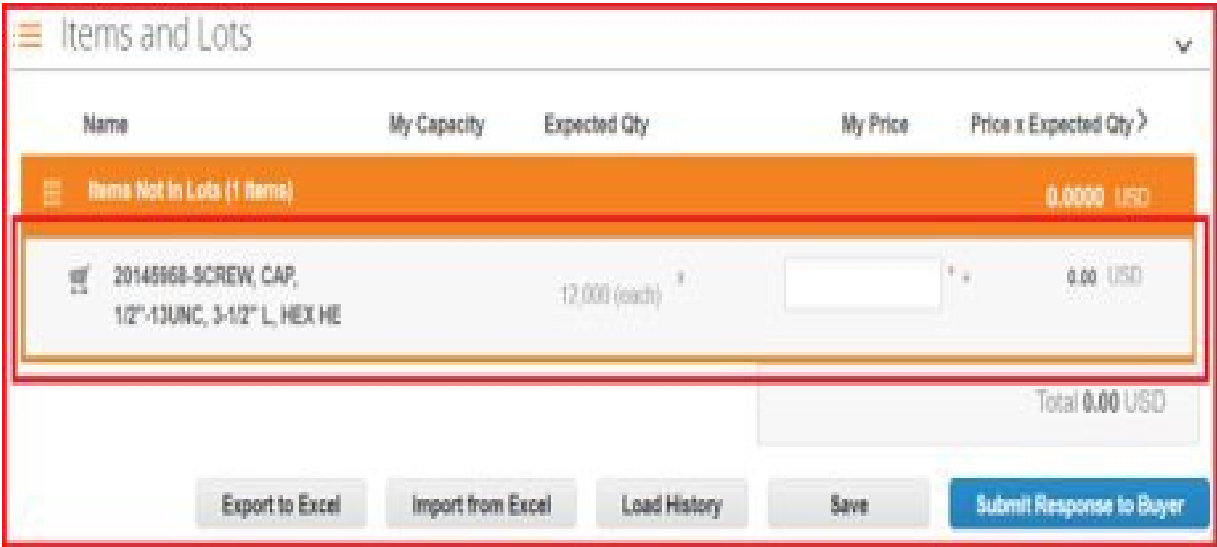 Items and Lots
Name My Capacity Expected Qty My Price Price x Expected Qty >
Items Not In Lots (1 Items) 0.0000 USD
20145968-SCREW, CAP,
1/2"-13UNC, 3-1/2" L, HEX HE
12,000 (each) x * = 0.00 USD
Total 0.00 USD
Export to Excel Import from Excel Load History Save Submit Response to Buyer